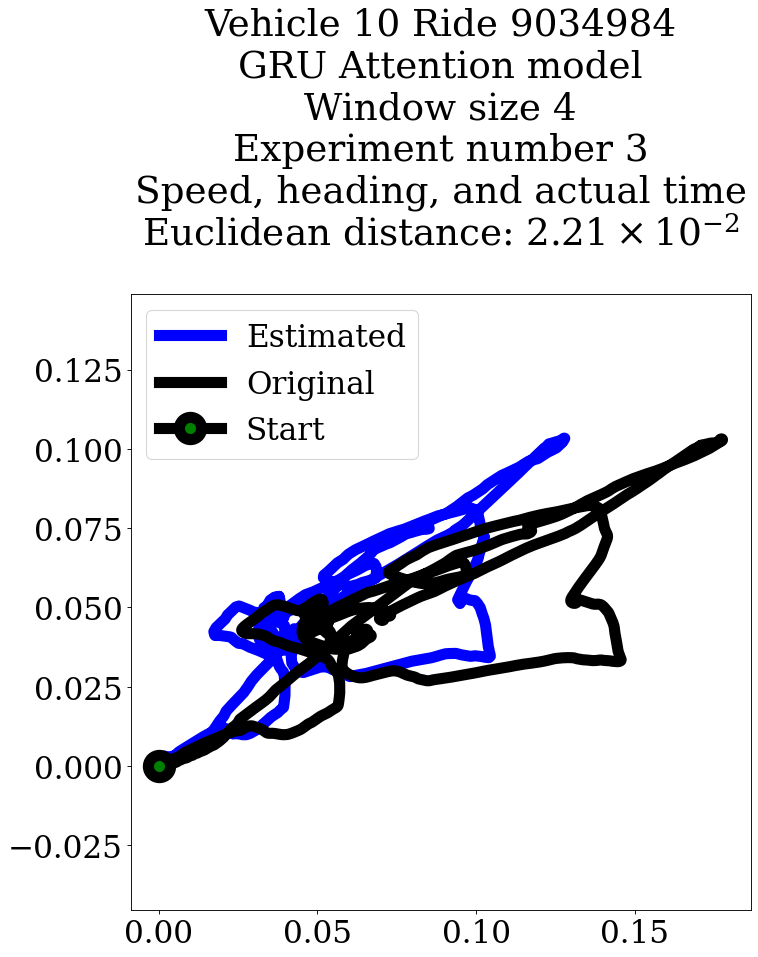 Vehicle 10 Ride 9034984
GRU Attention model
Window size 4
Experiment number 3
Speed, heading, and actual time
Euclidean distance: 2.21 × 10⁻²
Estimated
Original
Start
0.125
0.100
0.075
0.050
0.025
0.000
−0.025
0.00 0.05 0.10 0.15